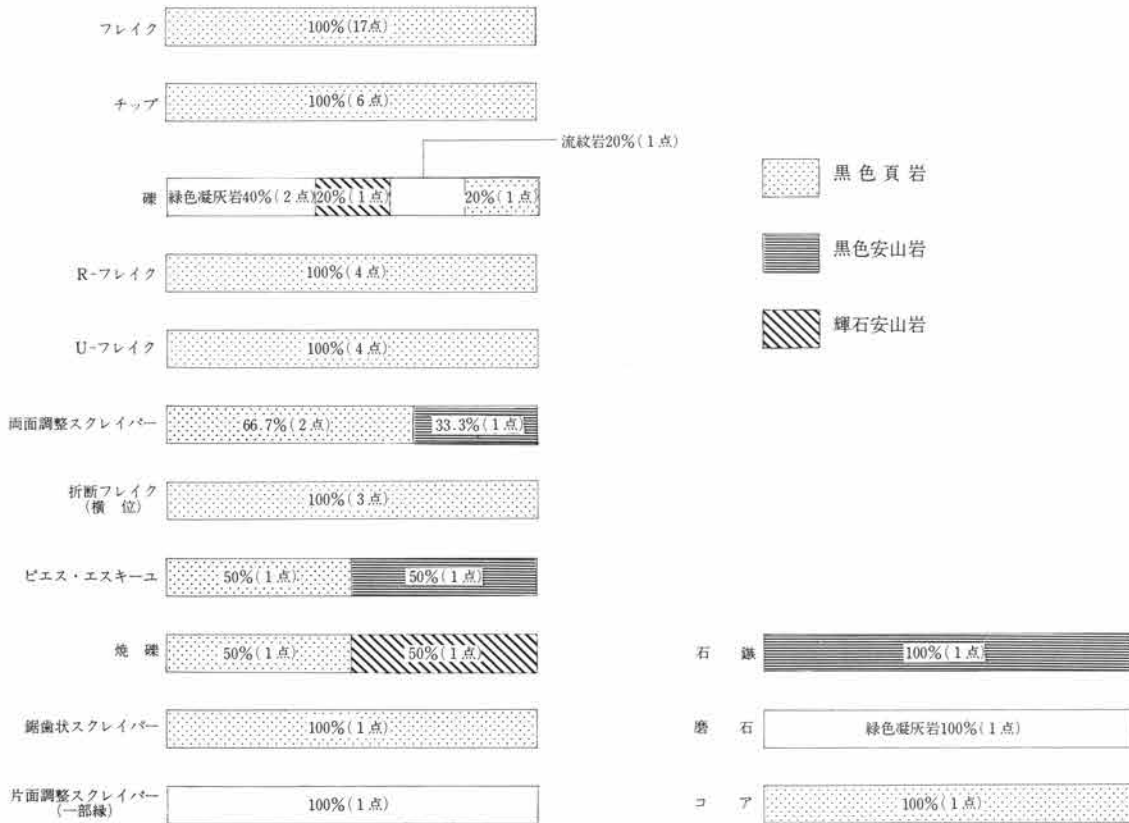 フレイク
100%(17点)
チップ
100%(6点)
流紋岩20%(1点)
礫
緑色凝灰岩40%(2点)
20%(1点)
20%(1点)
R-フレイク
100%(4点)
U-フレイク
100%(4点)
両面調整スクレイパー
66.7%(2点)
33.3%(1点)
折断フレイク
(横 位)
100%(3点)
ピエス・エスキーユ
50%(1点)
50%(1点)
焼 礫
50%(1点)
50%(1点)
鋸歯状スクレイパー
100%(1点)
片面調整スクレイパー
(一部縁)
100%(1点)
黒色頁岩
黒色安山岩
輝石安山岩
石 鏃
100%(1点)
磨 石
緑色凝灰岩100%(1点)
コ ア
100%(1点)